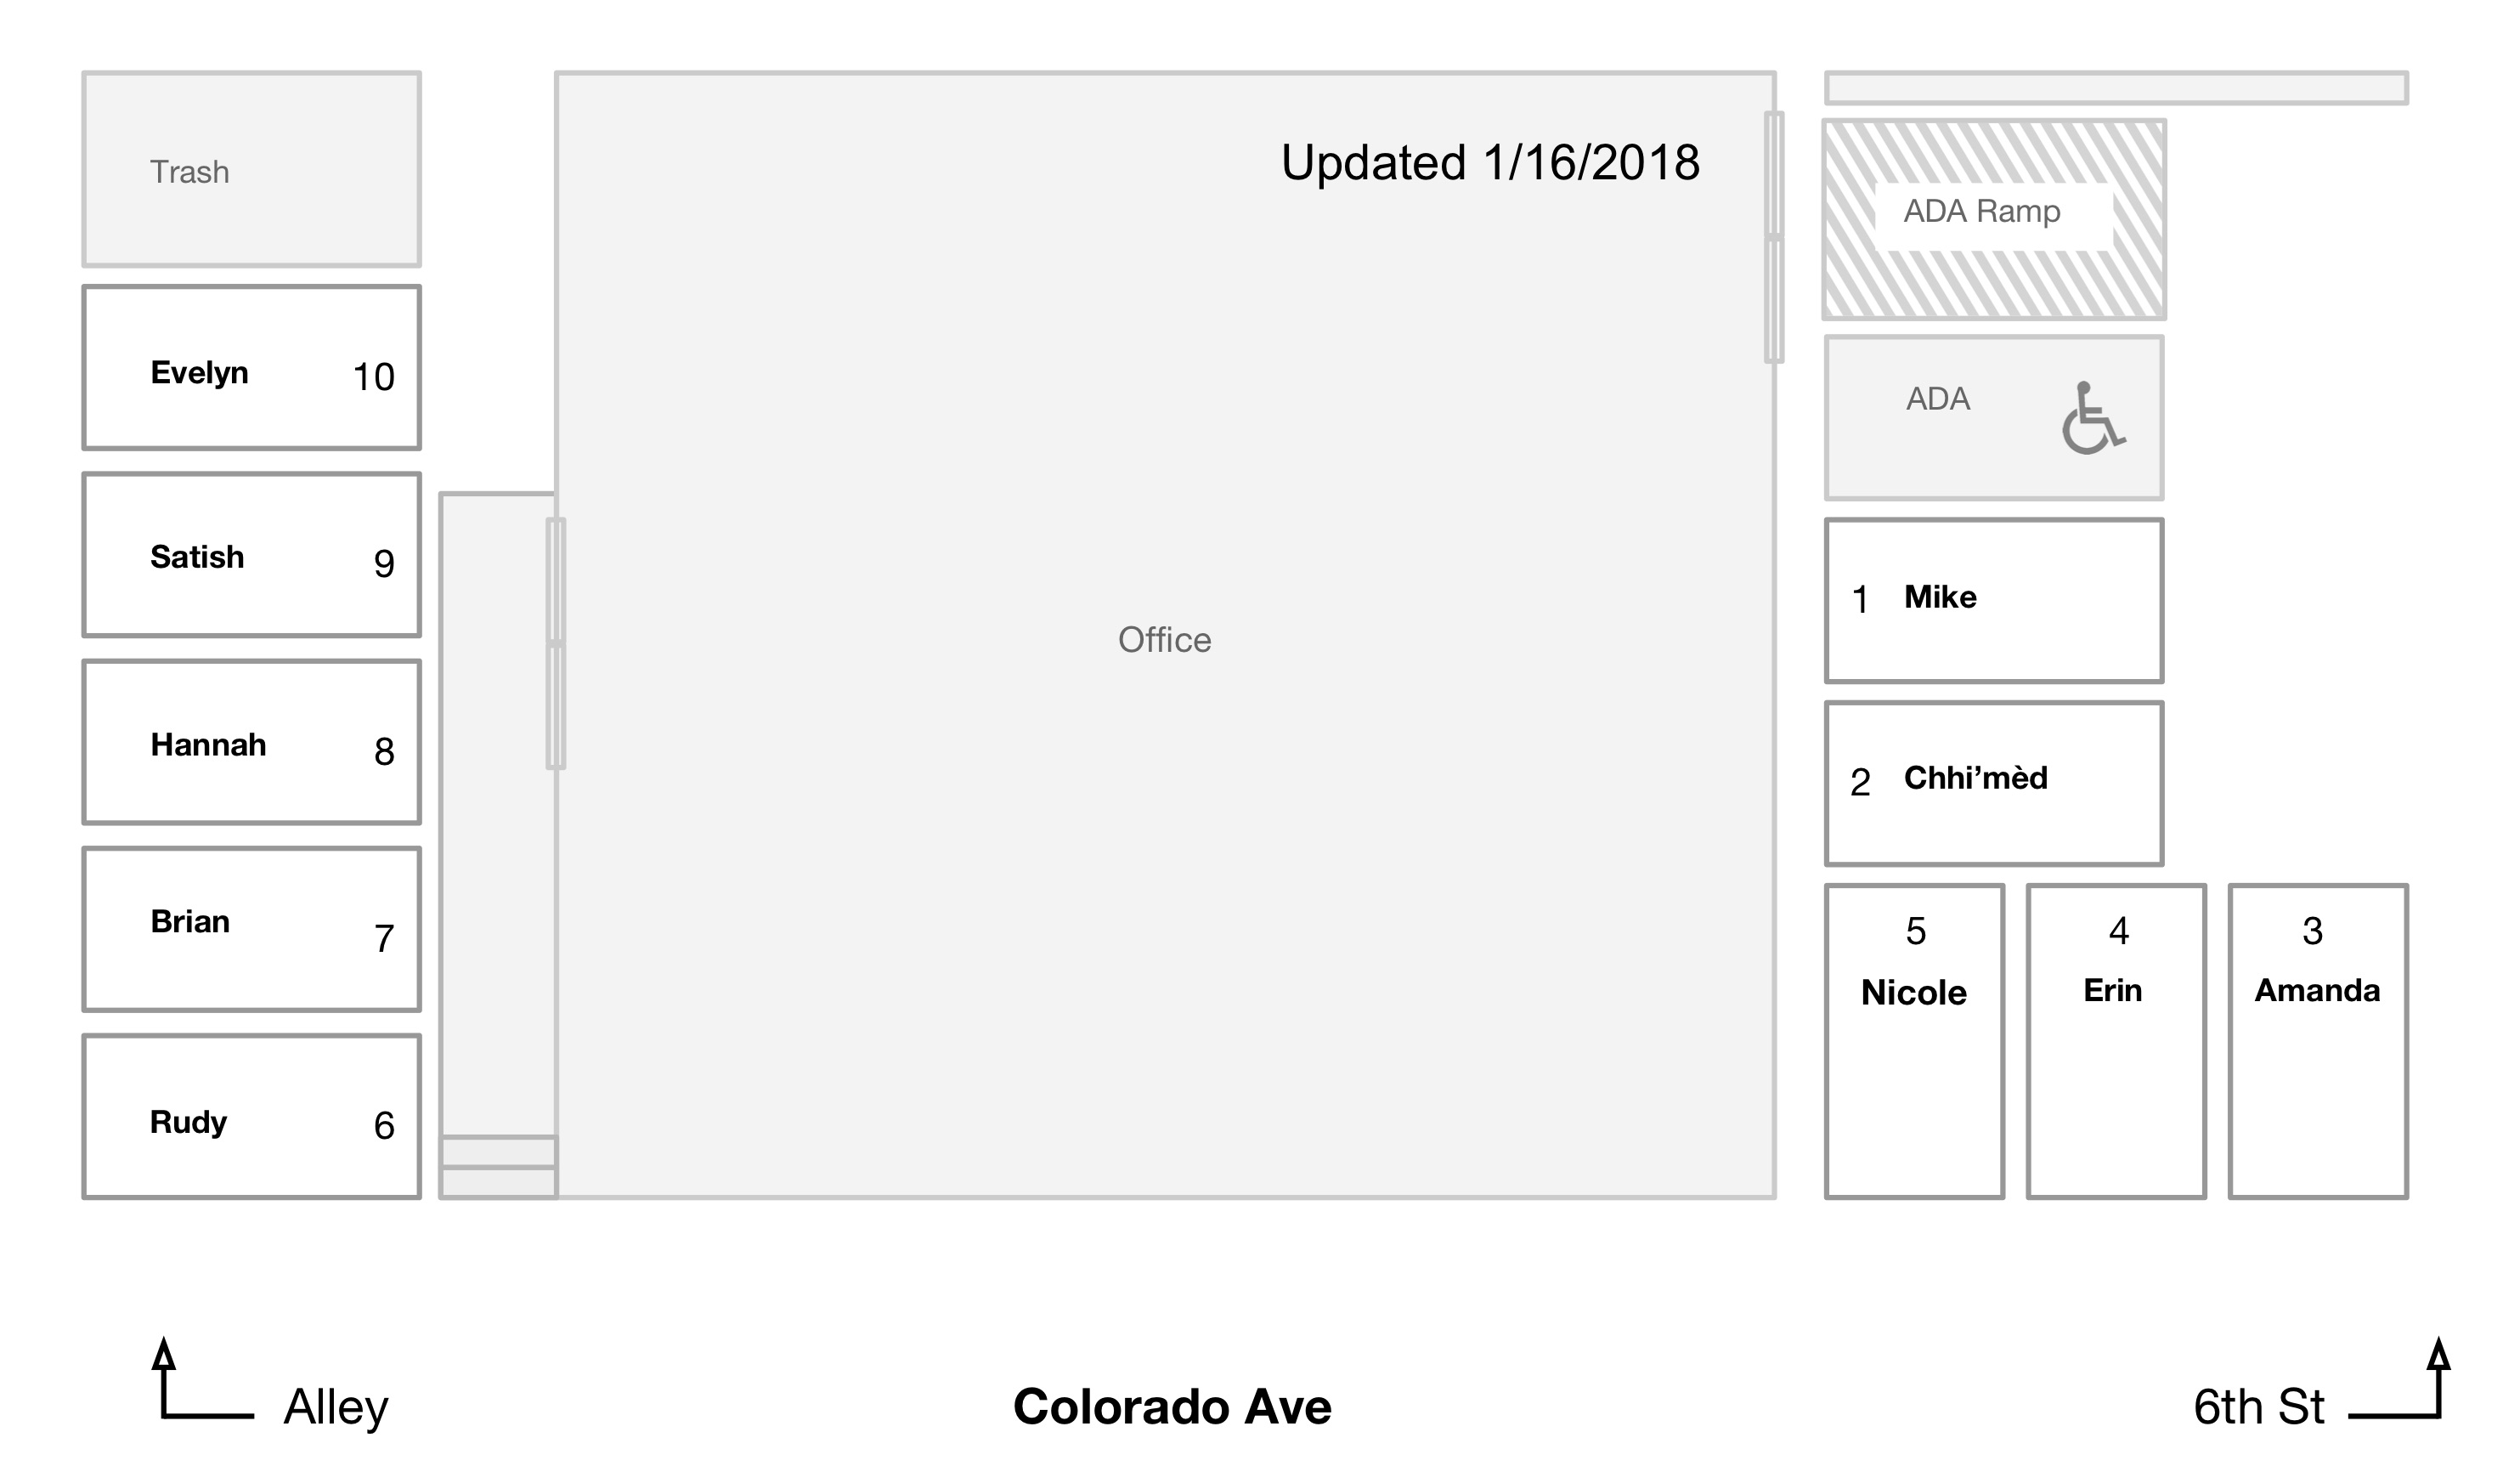 Updated 1/16/2018
Trash
ADA Ramp
Evelyn 10
ADA
Satish 9
Office
1 Mike
Hannah 8
2 Chhi’mèd
Brian 7
5 4 3
Nicole Erin Amanda
Rudy 6
Alley
Colorado Ave
6th St